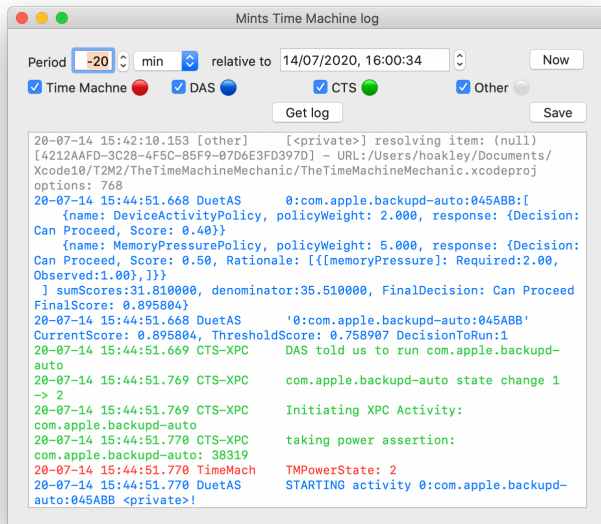 Mints Time Machine log
Period -20 min relative to 14/07/2020, 16:00:34 Now
Time Machne DAS CTS Other
Get log Save
20-07-14 15:42:10.153 [other] [<private>] resolving item: (null)
[4212AAFD-3C28-4F5C-85F9-07D6E3FD397D] – URL:/Users/hoakley/Documents/
Xcode10/T2M2/TheTimeMachineMechanic/TheTimeMachineMechanic.xcodeproj
options: 768
20-07-14 15:44:51.668 DuetAS 0:com.apple.backupd-auto:045ABB:[
{name: DeviceActivityPolicy, policyWeight: 2.000, response: {Decision:
Can Proceed, Score: 0.40}}
{name: MemoryPressurePolicy, policyWeight: 5.000, response: {Decision:
Can Proceed, Score: 0.50, Rationale: [{[memoryPressure]: Required:2.00,
Observed:1.00},]}}
] sumScores:31.810000, denominator:35.510000, FinalDecision: Can Proceed
FinalScore: 0.895804}
20-07-14 15:44:51.668 DuetAS '0:com.apple.backupd-auto:045ABB'
CurrentScore: 0.895804, ThresholdScore: 0.758907 DecisionToRun:1
20-07-14 15:44:51.669 CTS-XPC DAS told us to run com.apple.backupd-
auto
20-07-14 15:44:51.769 CTS-XPC com.apple.backupd-auto state change 1
-> 2
20-07-14 15:44:51.769 CTS-XPC Initiating XPC Activity:
com.apple.backupd-auto
20-07-14 15:44:51.770 CTS-XPC taking power assertion:
com.apple.backupd-auto: 38319
20-07-14 15:44:51.770 TimeMach TMPowerState: 2
20-07-14 15:44:51.770 DuetAS STARTING activity 0:com.apple.backupd-
auto:045ABB <private>!